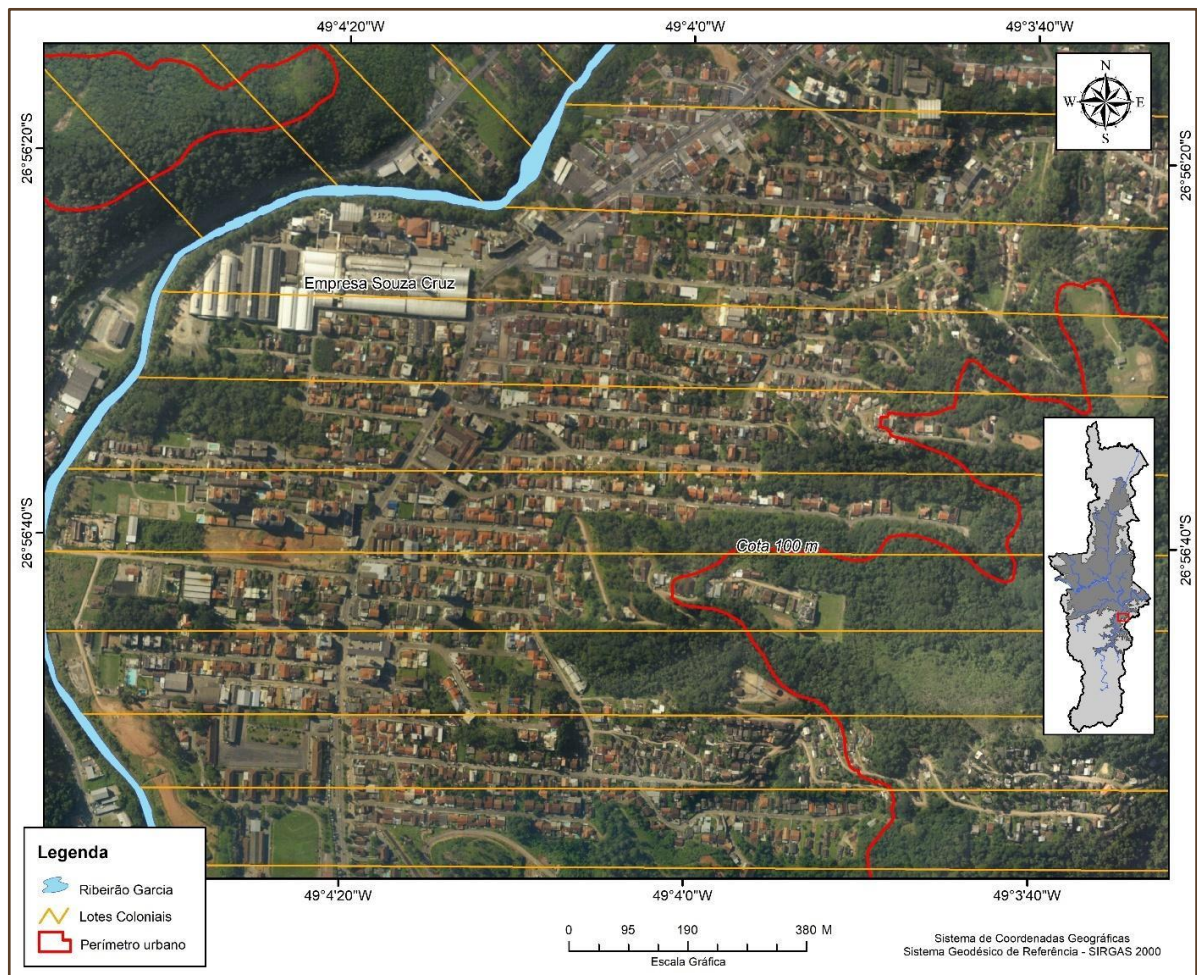 49°4'20"W
49°4'0"W
49°3'40"W
26°56'20"S
26°56'20"S
N
W
E
S
Empresa Souza Cruz
26°56'40"S
26°56'40"S
Cota 100 m
Legenda
Ribeirão Garcia
Lotes Coloniais
Perímetro urbano
49°4'20"W
49°4'0"W
49°3'40"W
0 95 190 380 M
Escala Gráfica
Sistema de Coordenadas Geográficas
Sistema Geodésico de Referência - SIRGAS 2000